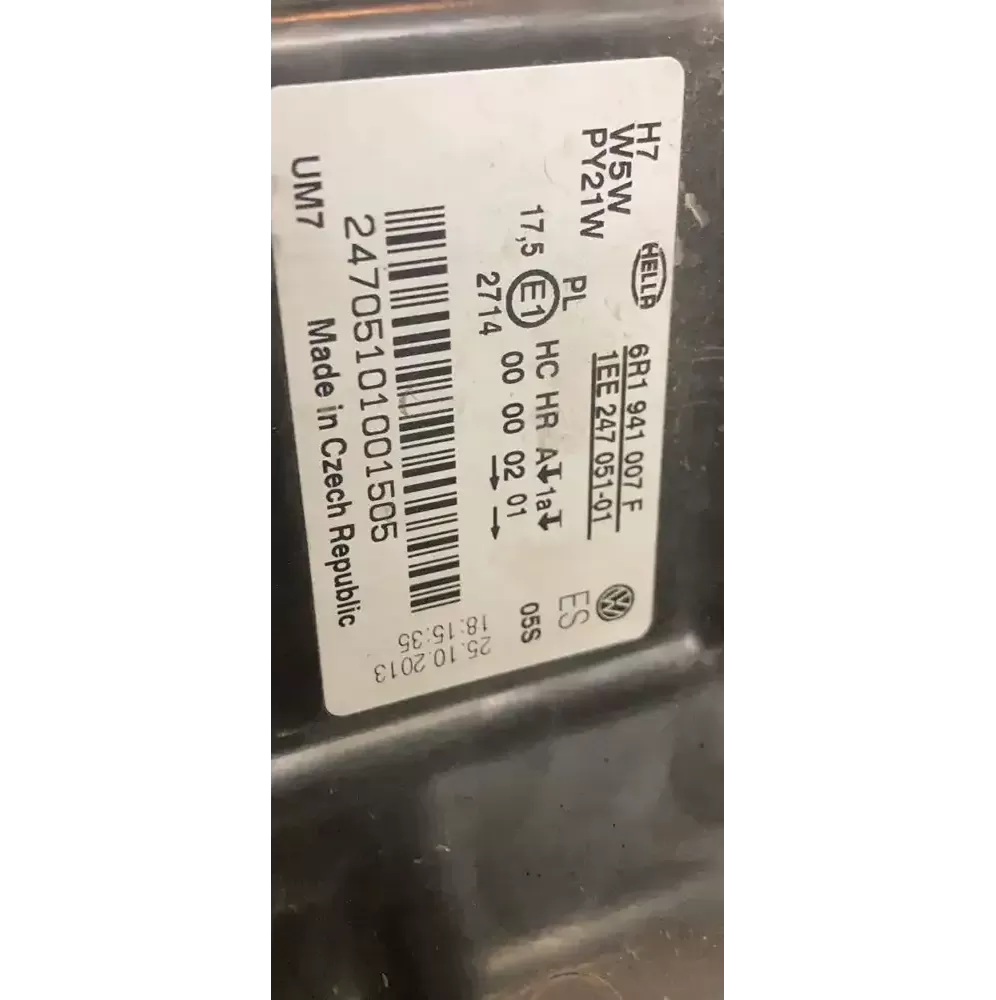 H7
W5W
PY21W
HELLA
6R1 941 007 F
1EE 247 051-01
PL
ES
17,5 E1 HC HR A 1a 05S
2714 00 00 02 01
25.10.2013
18:15:35
24705101001505
UM7 Made in Czech Republic